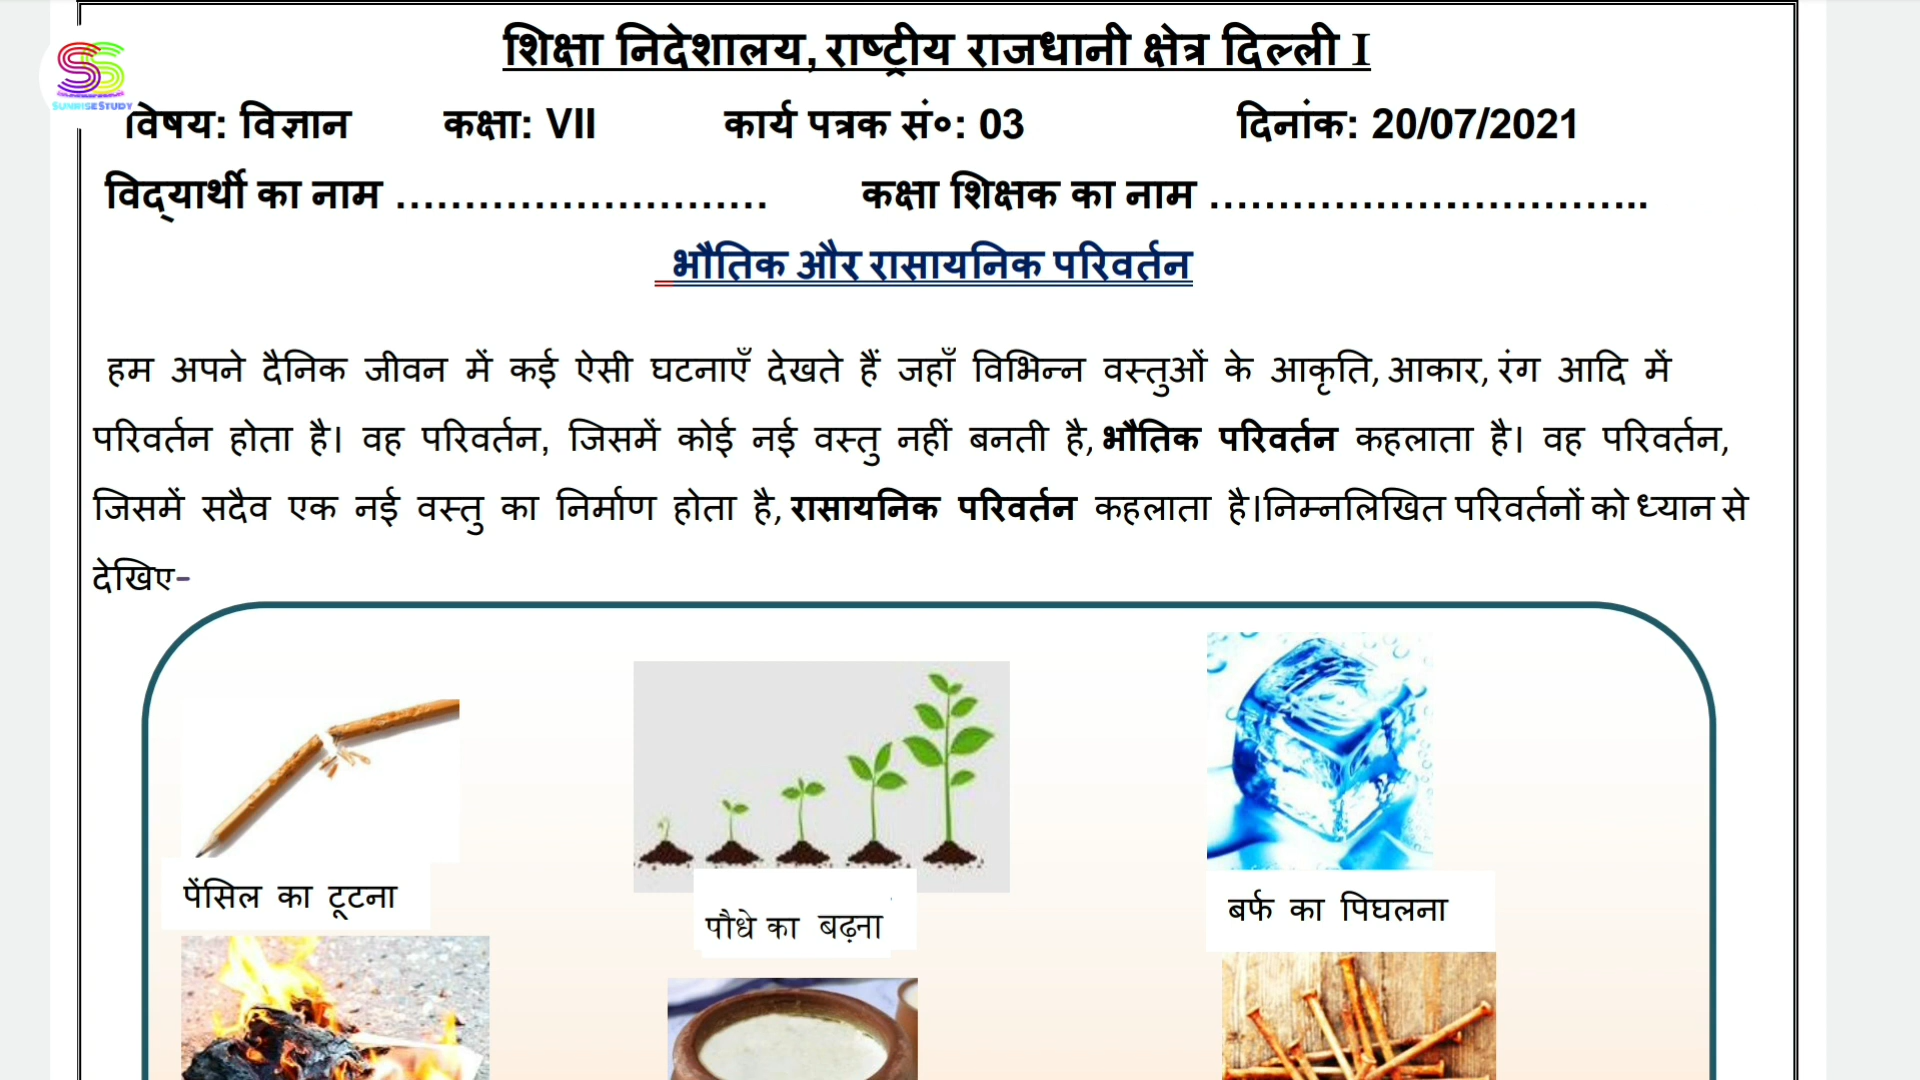 शिक्षा निदेशालय, राष्ट्रीय राजधानी क्षेत्र दिल्ली I
SUNRISE STUDY
विषय: विज्ञान कक्षा: VII कार्य पत्रक सं०: 03 दिनांक: 20/07/2021
विद्यार्थी का नाम ........................... कक्षा शिक्षक का नाम ................................
भौतिक और रासायनिक परिवर्तन
हम अपने दैनिक जीवन में कई ऐसी घटनाएँ देखते हैं जहाँ विभिन्न वस्तुओं के आकृति, आकार, रंग आदि में
परिवर्तन होता है। वह परिवर्तन, जिसमें कोई नई वस्तु नहीं बनती है, भौतिक परिवर्तन कहलाता है। वह परिवर्तन,
जिसमें सदैव एक नई वस्तु का निर्माण होता है, रासायनिक परिवर्तन कहलाता है।निम्नलिखित परिवर्तनों को ध्यान से
देखिए-
पेंसिल का टूटना
पौधे का बढ़ना
बर्फ का पिघलना